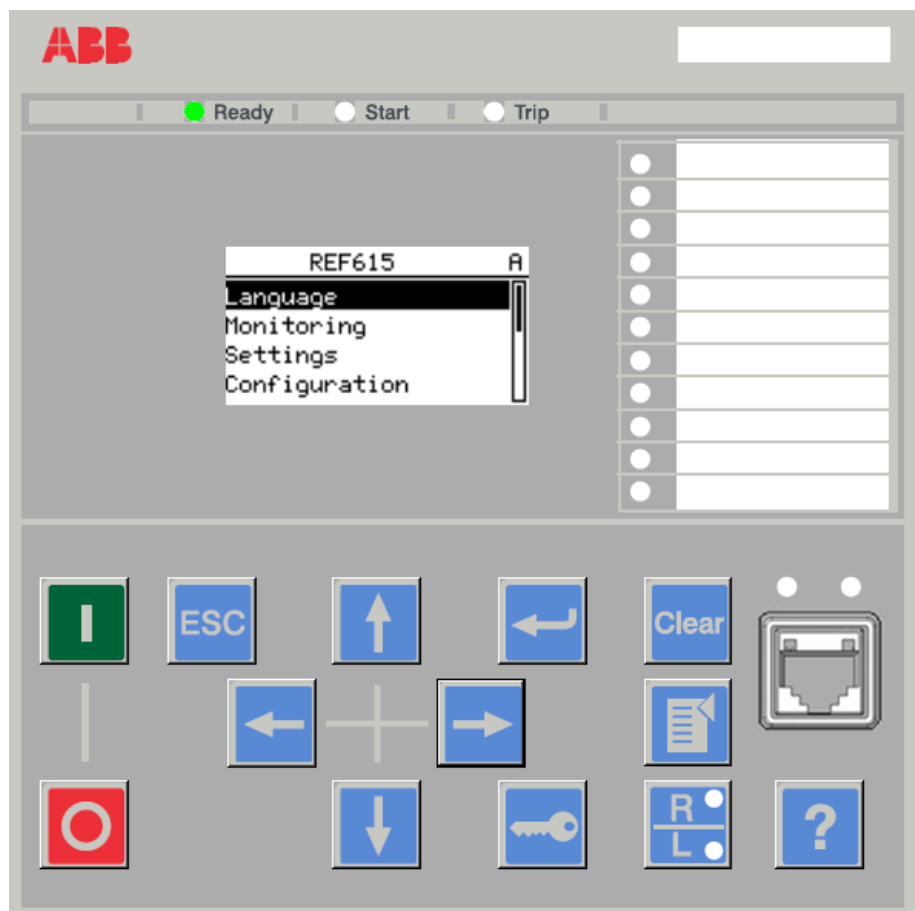 ABB
Ready Start Trip
REF615 A
Language
Monitoring
Settings
Configuration
ESC
Clear
R
L
?